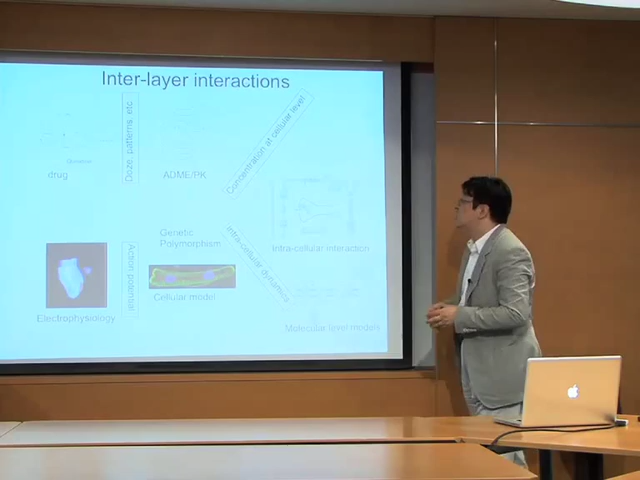 Inter-layer interactions
Doze, patterns, etc
Concentration at cellular level
drug
ADME/PK
Genetic
Polymorphism
Intra-cellular dynamics
Intra-cellular interaction
Action potential
Cellular model
Electrophysiology
Molecular level models